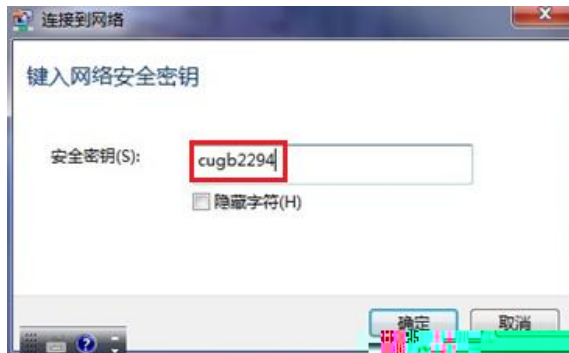 连接到网络
键入网络安全密钥
安全密钥(S):
cugb2294
隐藏字符(H)
确定
取消